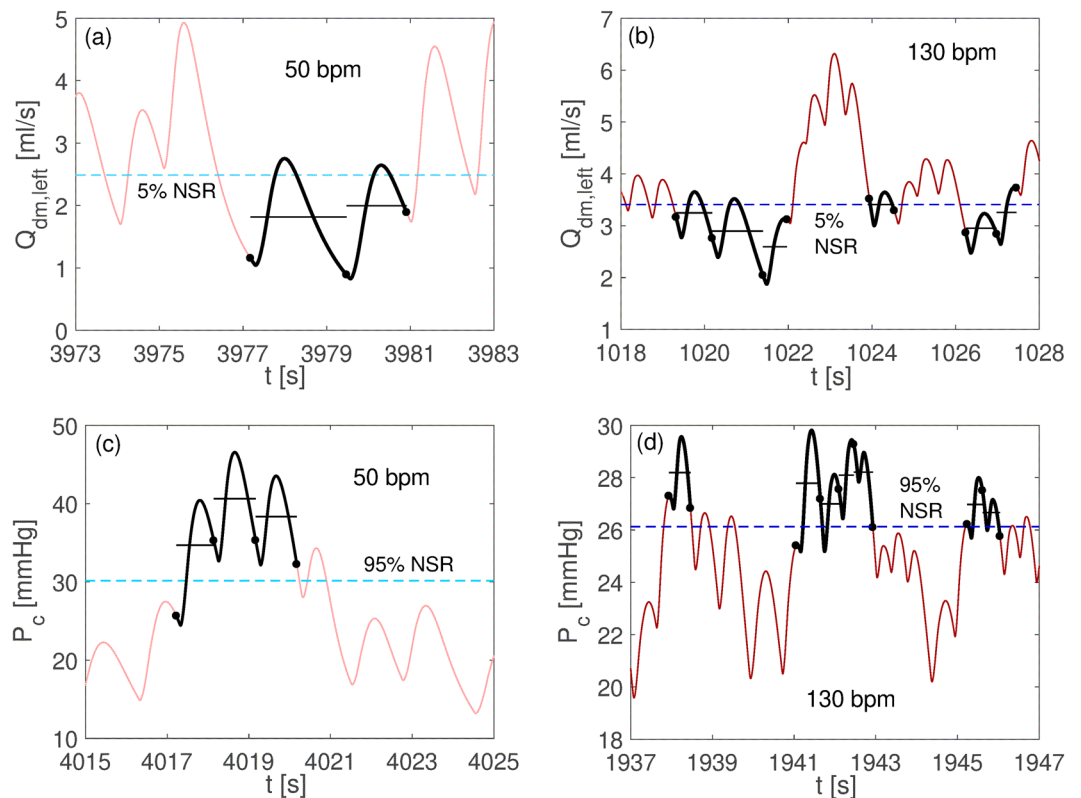 (a)
50 bpm
5% NSR
Q_dm,left [ml/s]
5
4
3
2
1
0
3973 3975 3977 3979 3981 3983
t [s]
(b)
130 bpm
5%
NSR
Q_dm,left [ml/s]
7
6
5
4
3
2
1
1018 1020 1022 1024 1026 1028
t [s]
(c)
50 bpm
95% NSR
P_c [mmHg]
50
40
30
20
10
4015 4017 4019 4021 4023 4025
t [s]
(d)
95%
NSR
130 bpm
P_c [mmHg]
30
28
26
24
22
20
18
1937 1939 1941 1943 1945 1947
t [s]